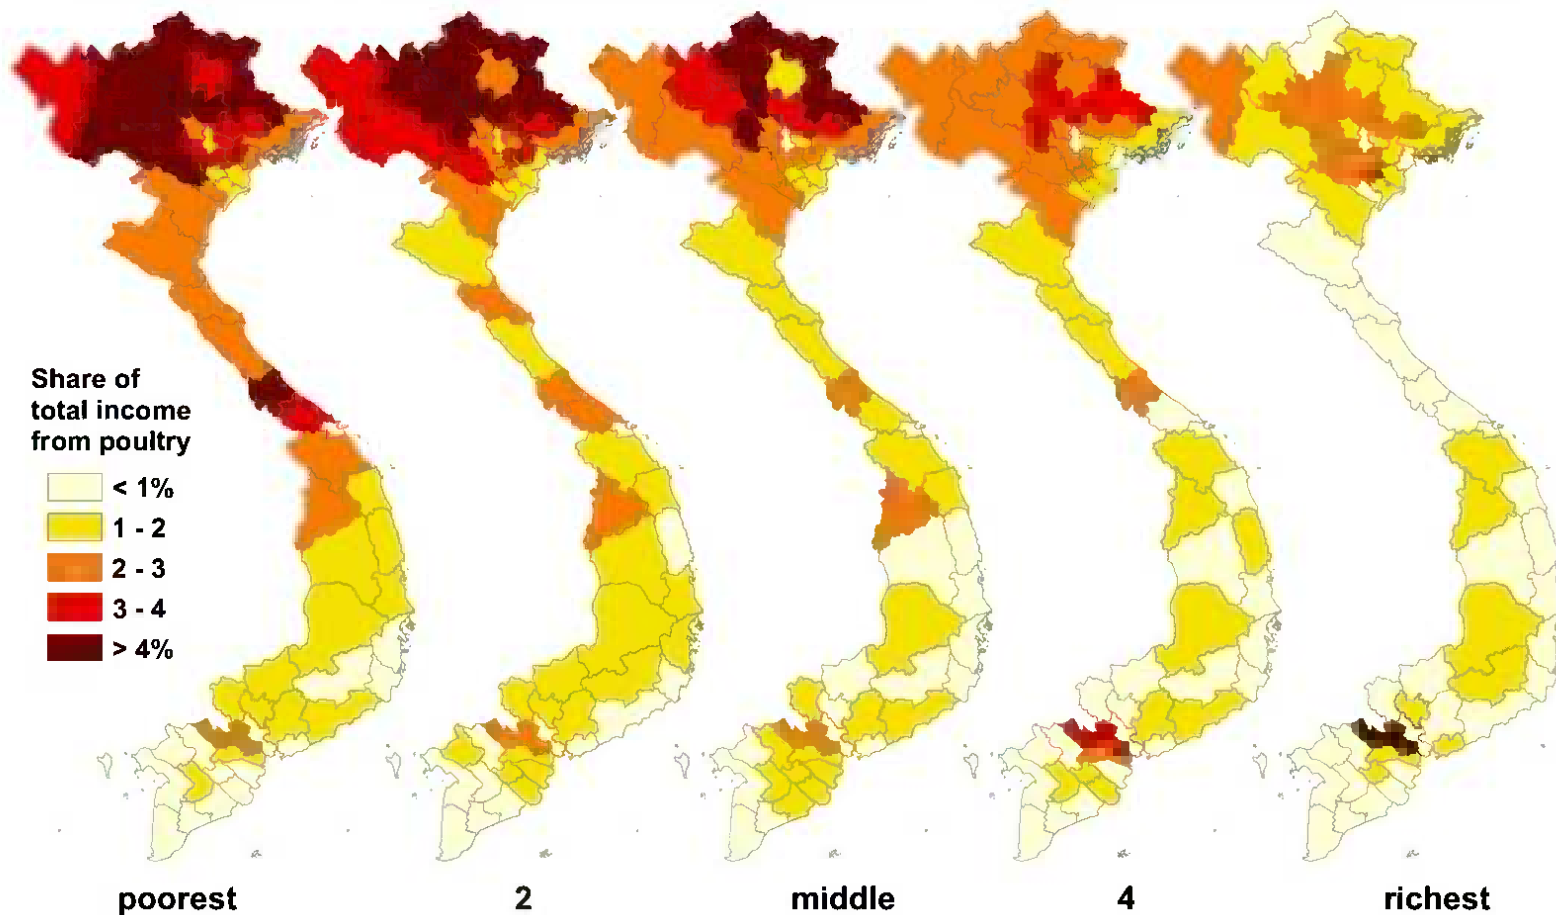 Share of
total income
from poultry
< 1%
1 - 2
2 - 3
3 - 4
> 4%
poorest 2 middle 4 richest